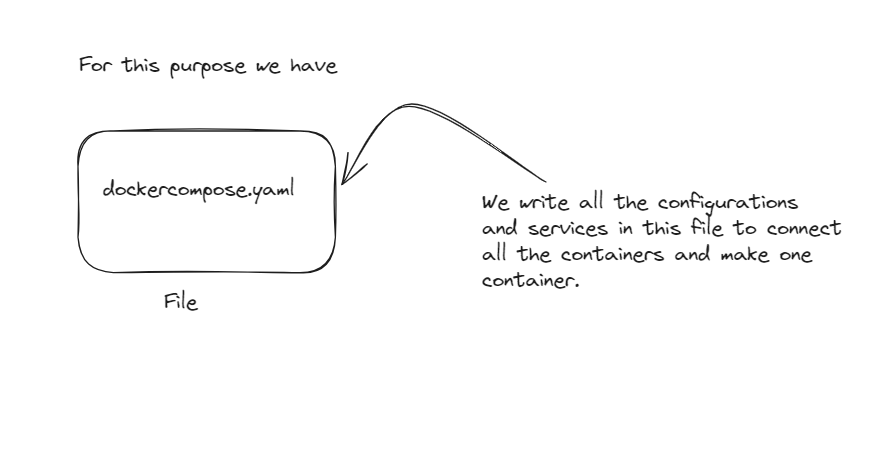 For this purpose we have
dockercompose.yaml
File
We write all the configurations
and services in this file to connect
all the containers and make one
container.